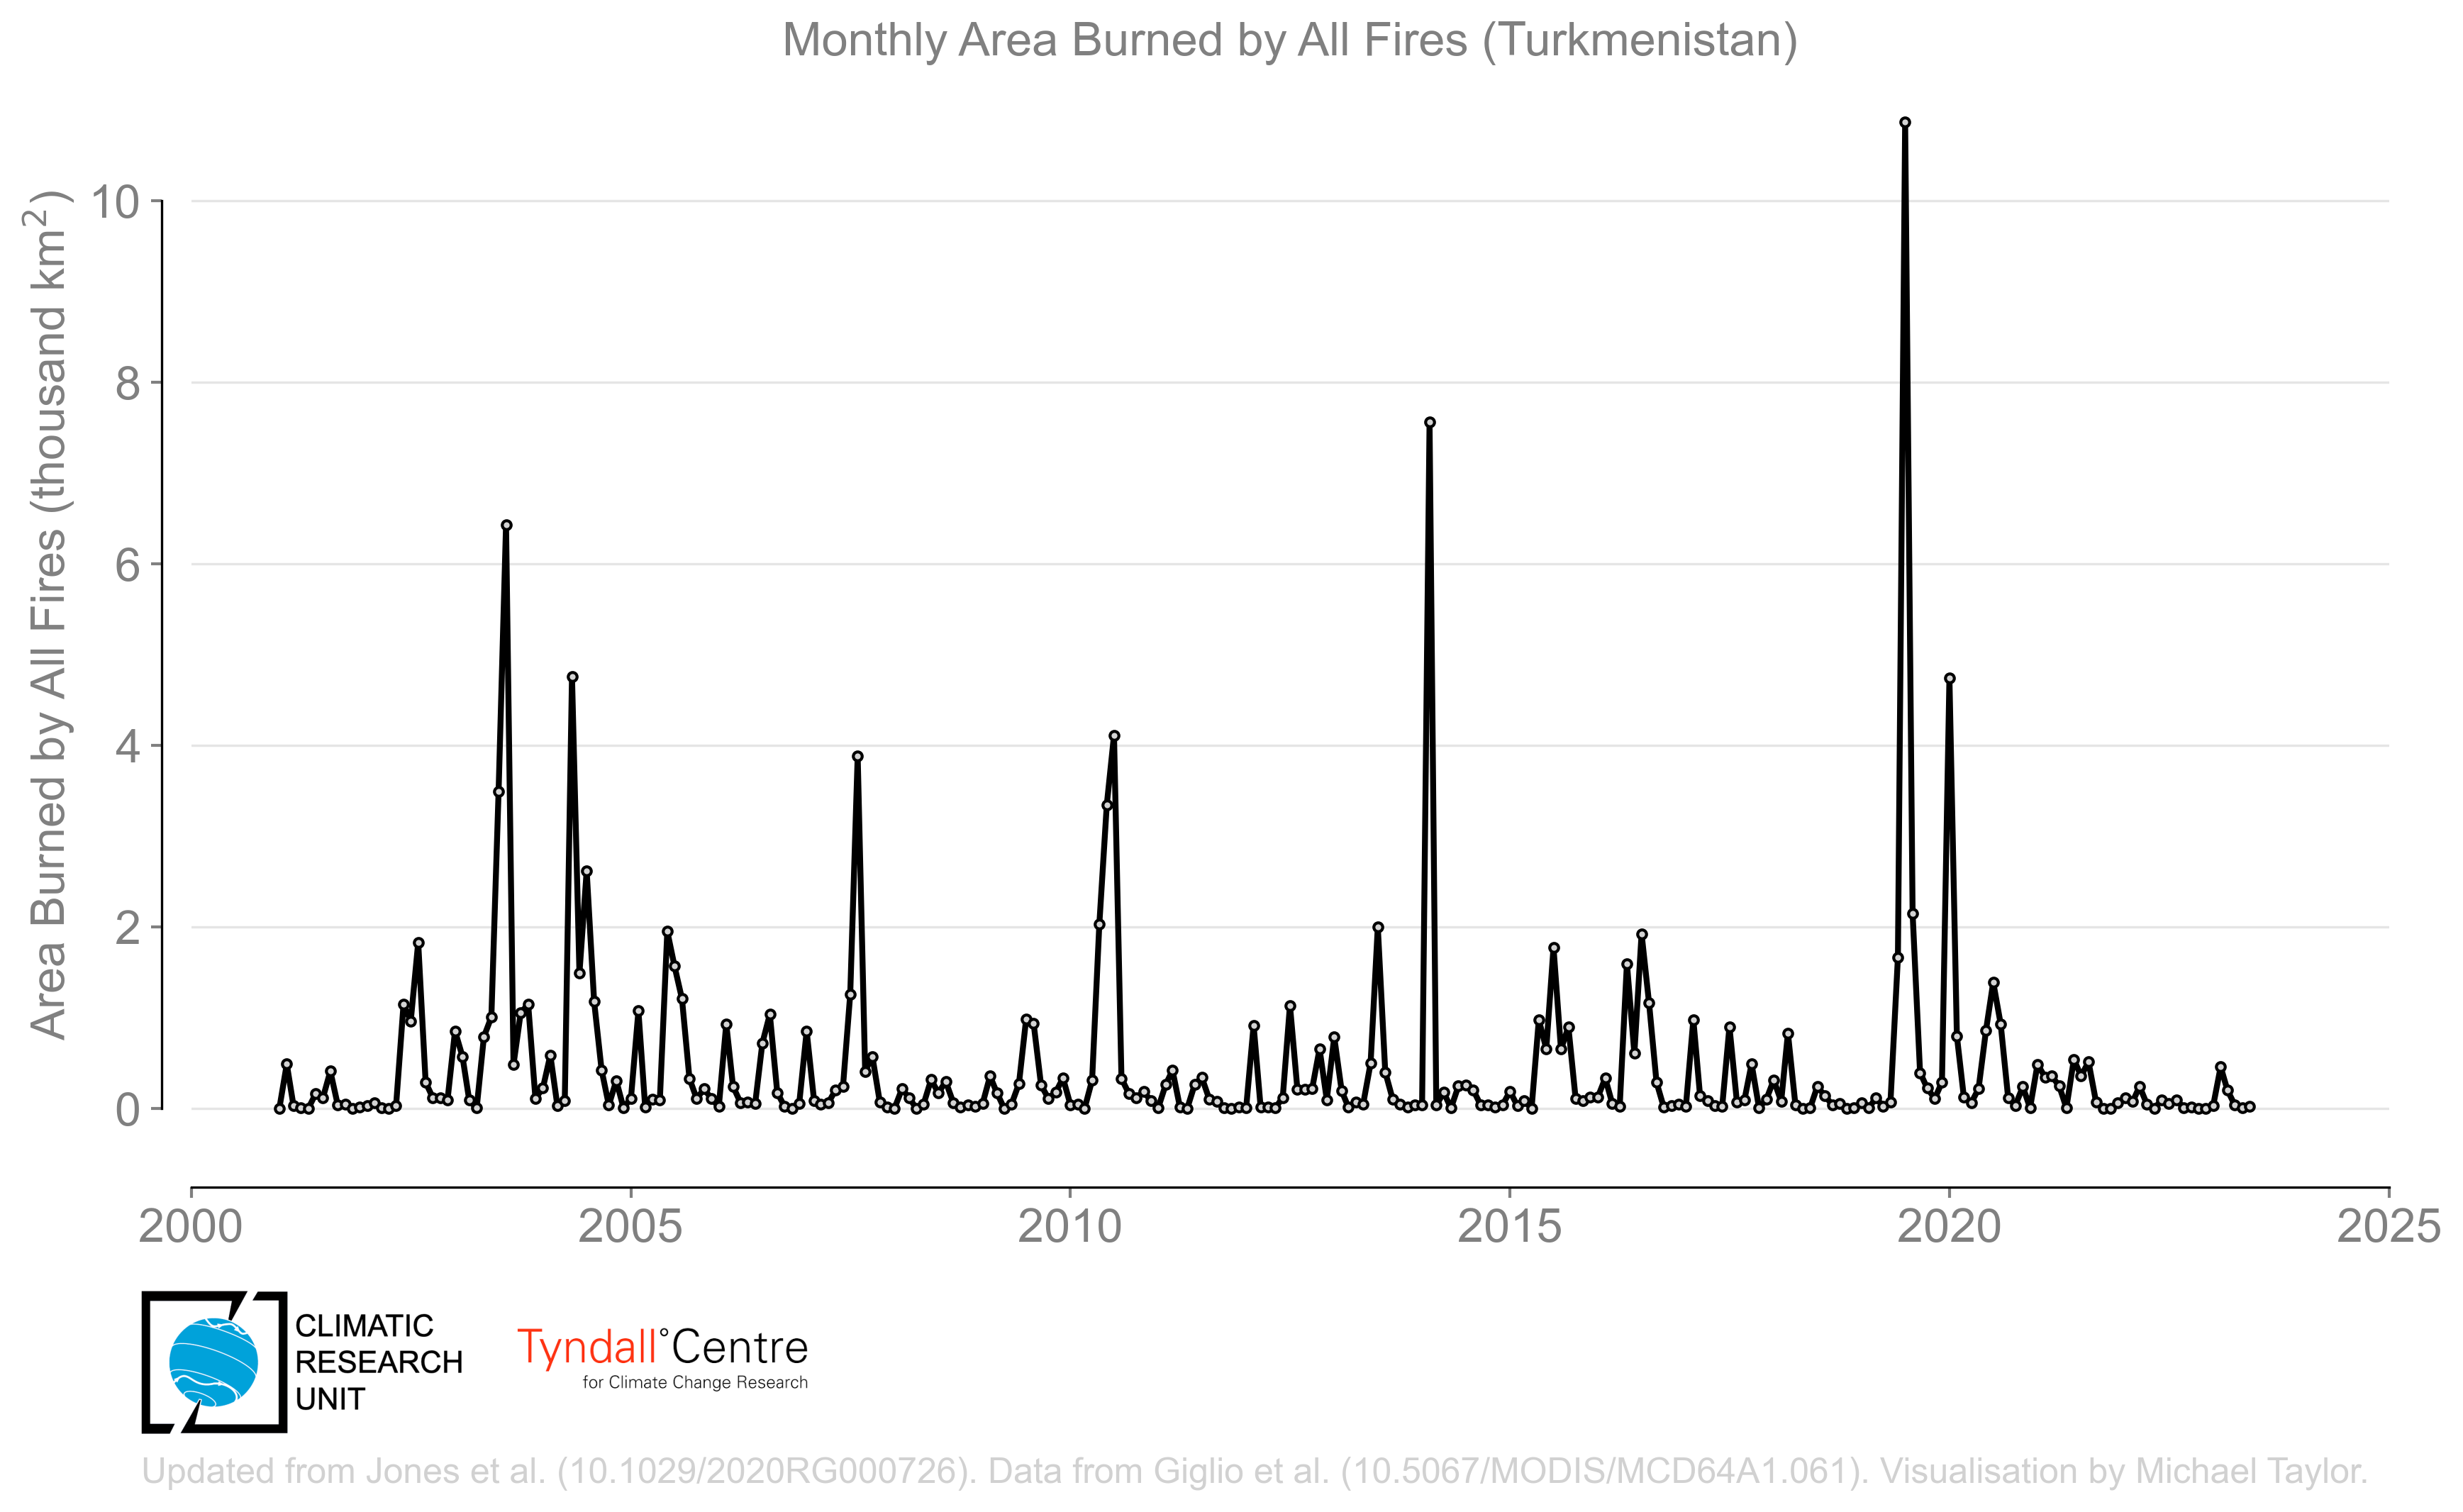 Monthly Area Burned by All Fires (Turkmenistan)
Area Burned by All Fires (thousand km²)
10
8
6
4
2
0
2000 2005 2010 2015 2020 2025
CLIMATIC
RESEARCH
UNIT
Tyndall°Centre
for Climate Change Research
Updated from Jones et al. (10.1029/2020RG000726). Data from Giglio et al. (10.5067/MODIS/MCD64A1.061). Visualisation by Michael Taylor.